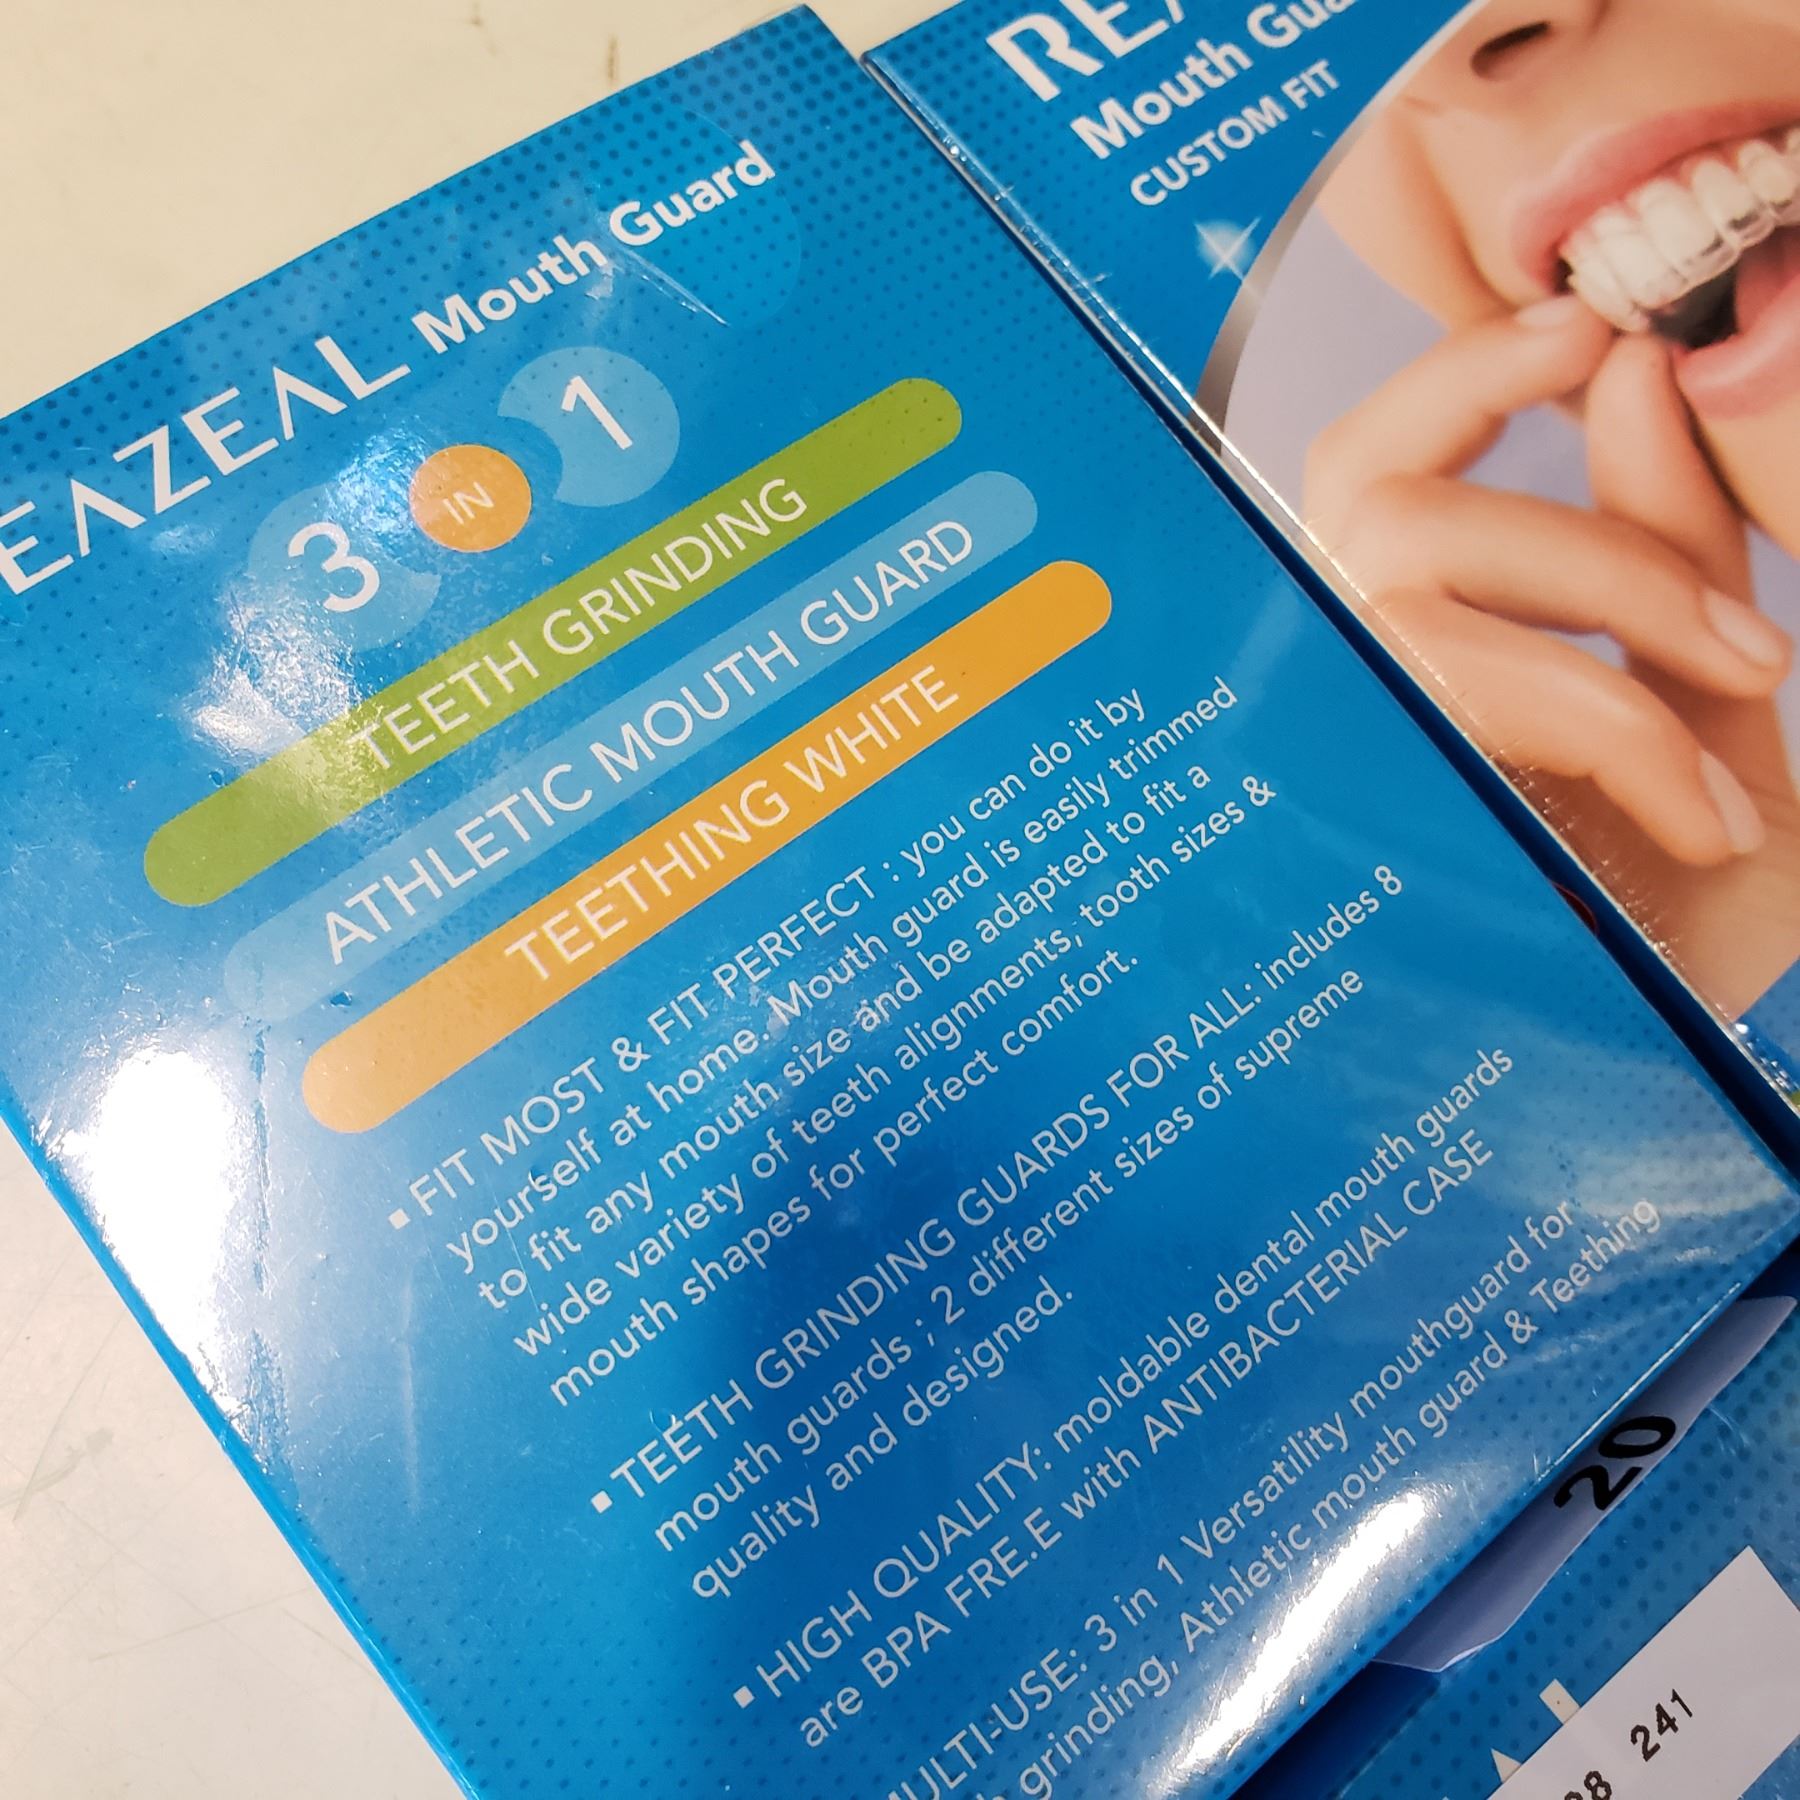 EAZEAL Mouth Guard
3 IN 1
TEETH GRINDING
ATHLETIC MOUTH GUARD
TEETHING WHITE
▪ FIT MOST & FIT PERFECT : you can do it by
yourself at home. Mouth guard is easily trimmed
to fit any mouth size and be adapted to fit a
wide variety of teeth alignments, tooth sizes &
mouth shapes for perfect comfort.
▪ TEETH GRINDING GUARDS FOR ALL: includes 8
mouth guards ; 2 different sizes of supreme
quality and designed.
▪ HIGH QUALITY: moldable dental mouth guards
are BPA FRE.E with ANTIBACTERIAL CASE
MULTI-USE: 3 in 1 Versatility mouthguard for
grinding, Athletic mouth guard & Teething
REA
Mouth Gua
CUSTOM FIT
20
241